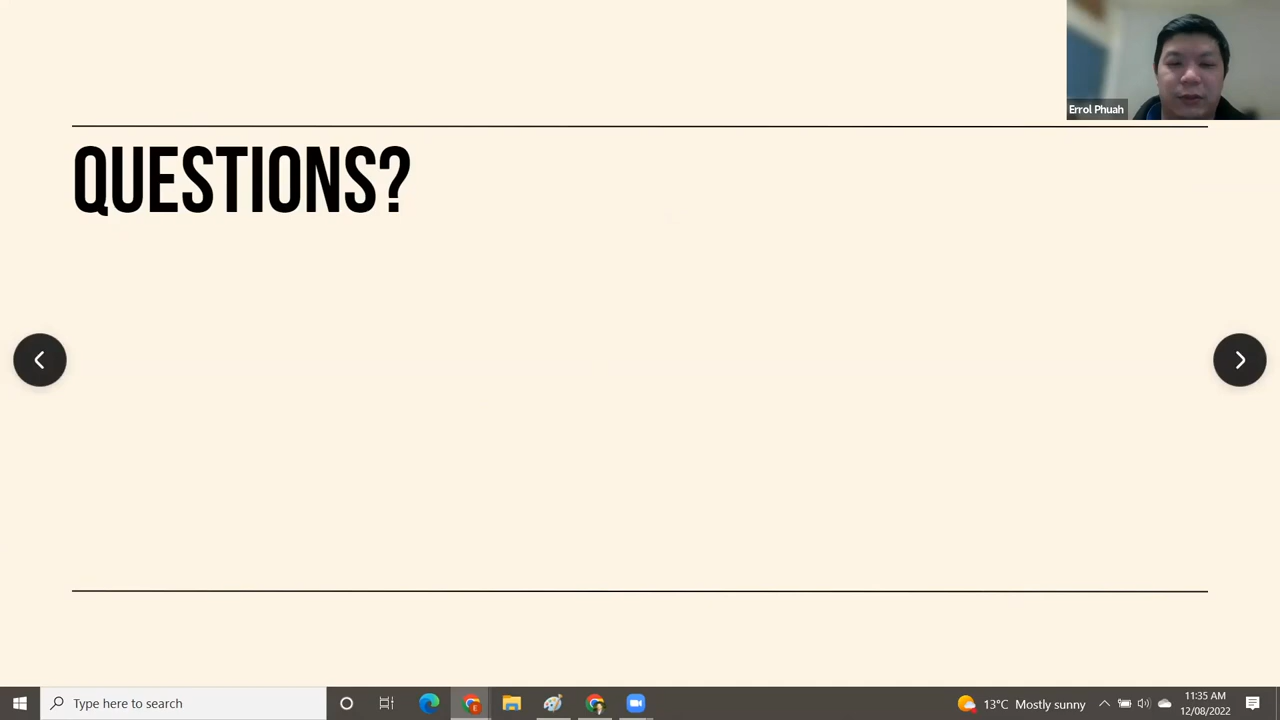 Errol Phuah
QUESTIONS?
Type here to search
13°C Mostly sunny
11:35 AM
12/08/2022